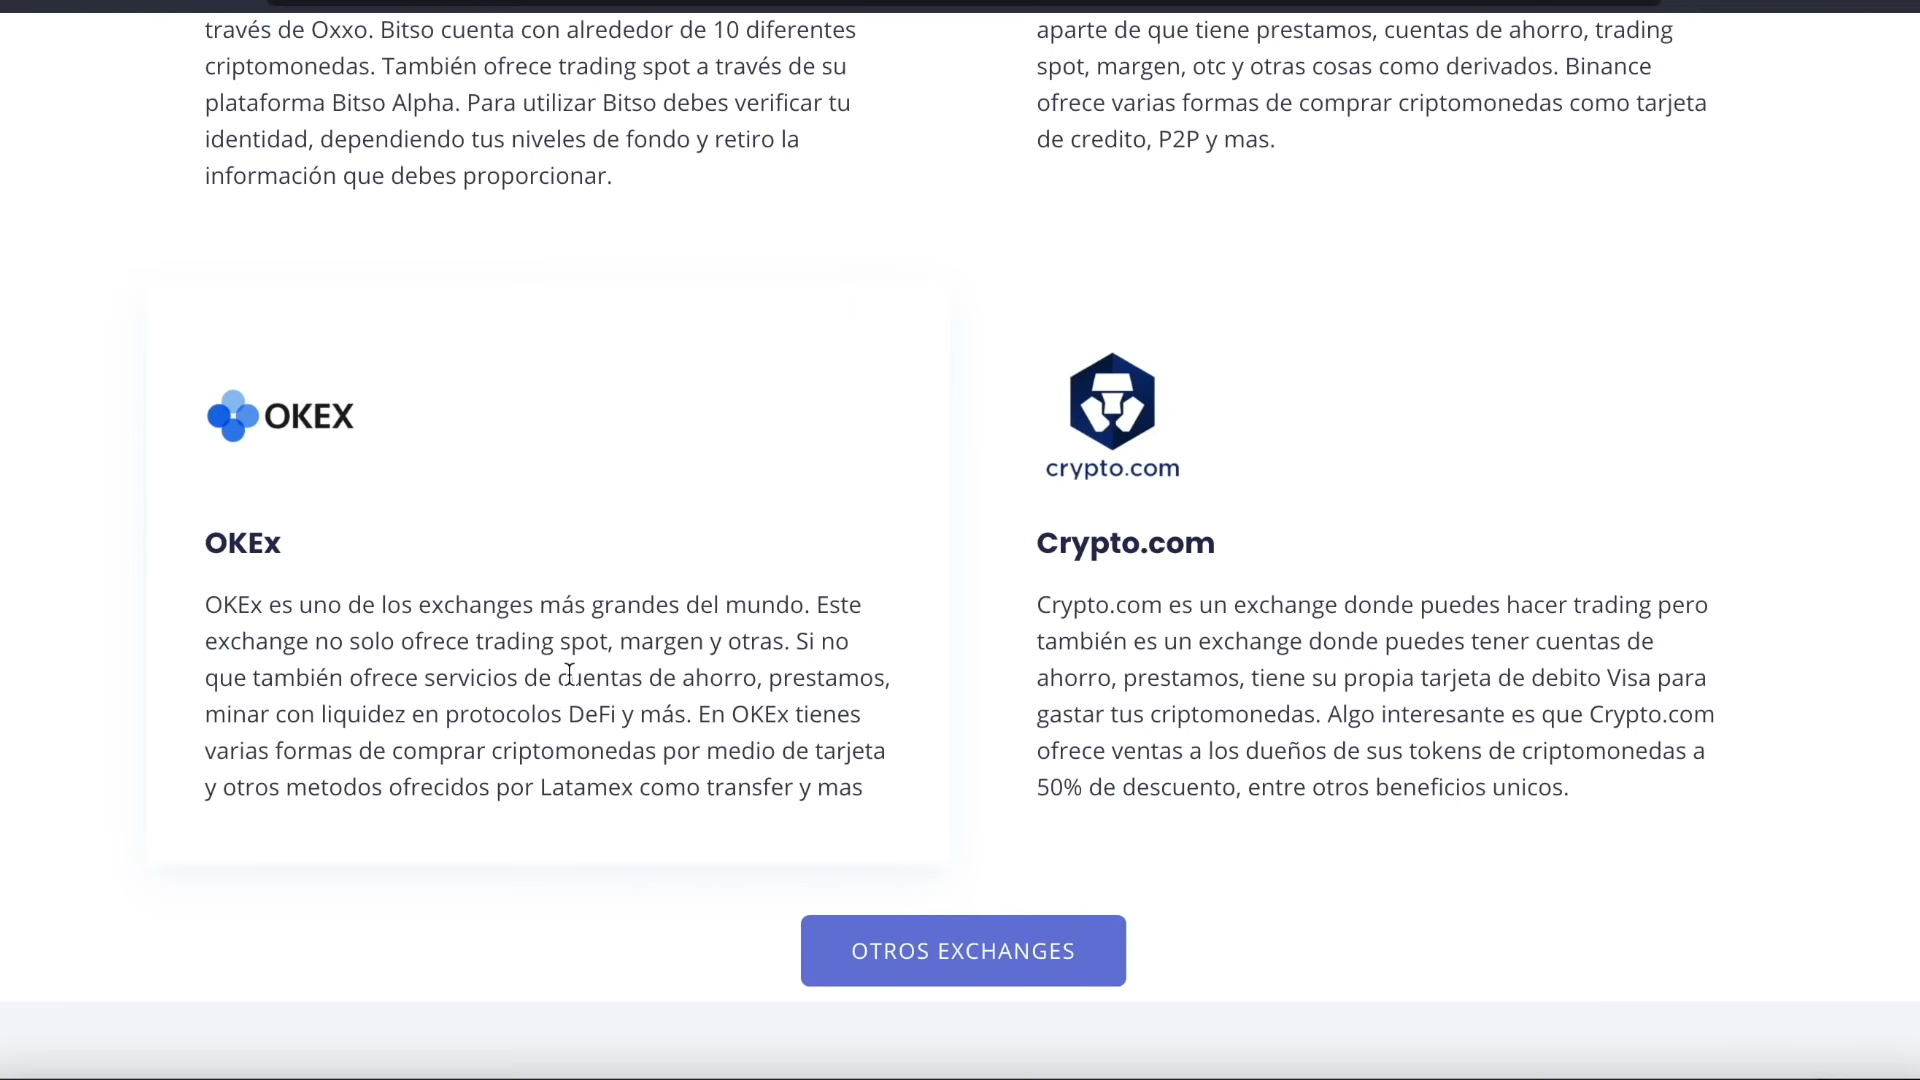 través de Oxxo. Bitso cuenta con alrededor de 10 diferentes
criptomonedas. También ofrece trading spot a través de su
plataforma Bitso Alpha. Para utilizar Bitso debes verificar tu
identidad, dependiendo tus niveles de fondo y retiro la
información que debes proporcionar.
aparte de que tiene prestamos, cuentas de ahorro, trading
spot, margen, otc y otras cosas como derivados. Binance
ofrece varias formas de comprar criptomonedas como tarjeta
de credito, P2P y mas.
OKEX
OKEx
OKEx es uno de los exchanges más grandes del mundo. Este
exchange no solo ofrece trading spot, margen y otras. Si no
que también ofrece servicios de cuentas de ahorro, prestamos,
minar con liquidez en protocolos DeFi y más. En OKEx tienes
varias formas de comprar criptomonedas por medio de tarjeta
y otros metodos ofrecidos por Latamex como transfer y mas
crypto.com
Crypto.com
Crypto.com es un exchange donde puedes hacer trading pero
también es un exchange donde puedes tener cuentas de
ahorro, prestamos, tiene su propia tarjeta de debito Visa para
gastar tus criptomonedas. Algo interesante es que Crypto.com
ofrece ventas a los dueños de sus tokens de criptomonedas a
50% de descuento, entre otros beneficios unicos.
OTROS EXCHANGES